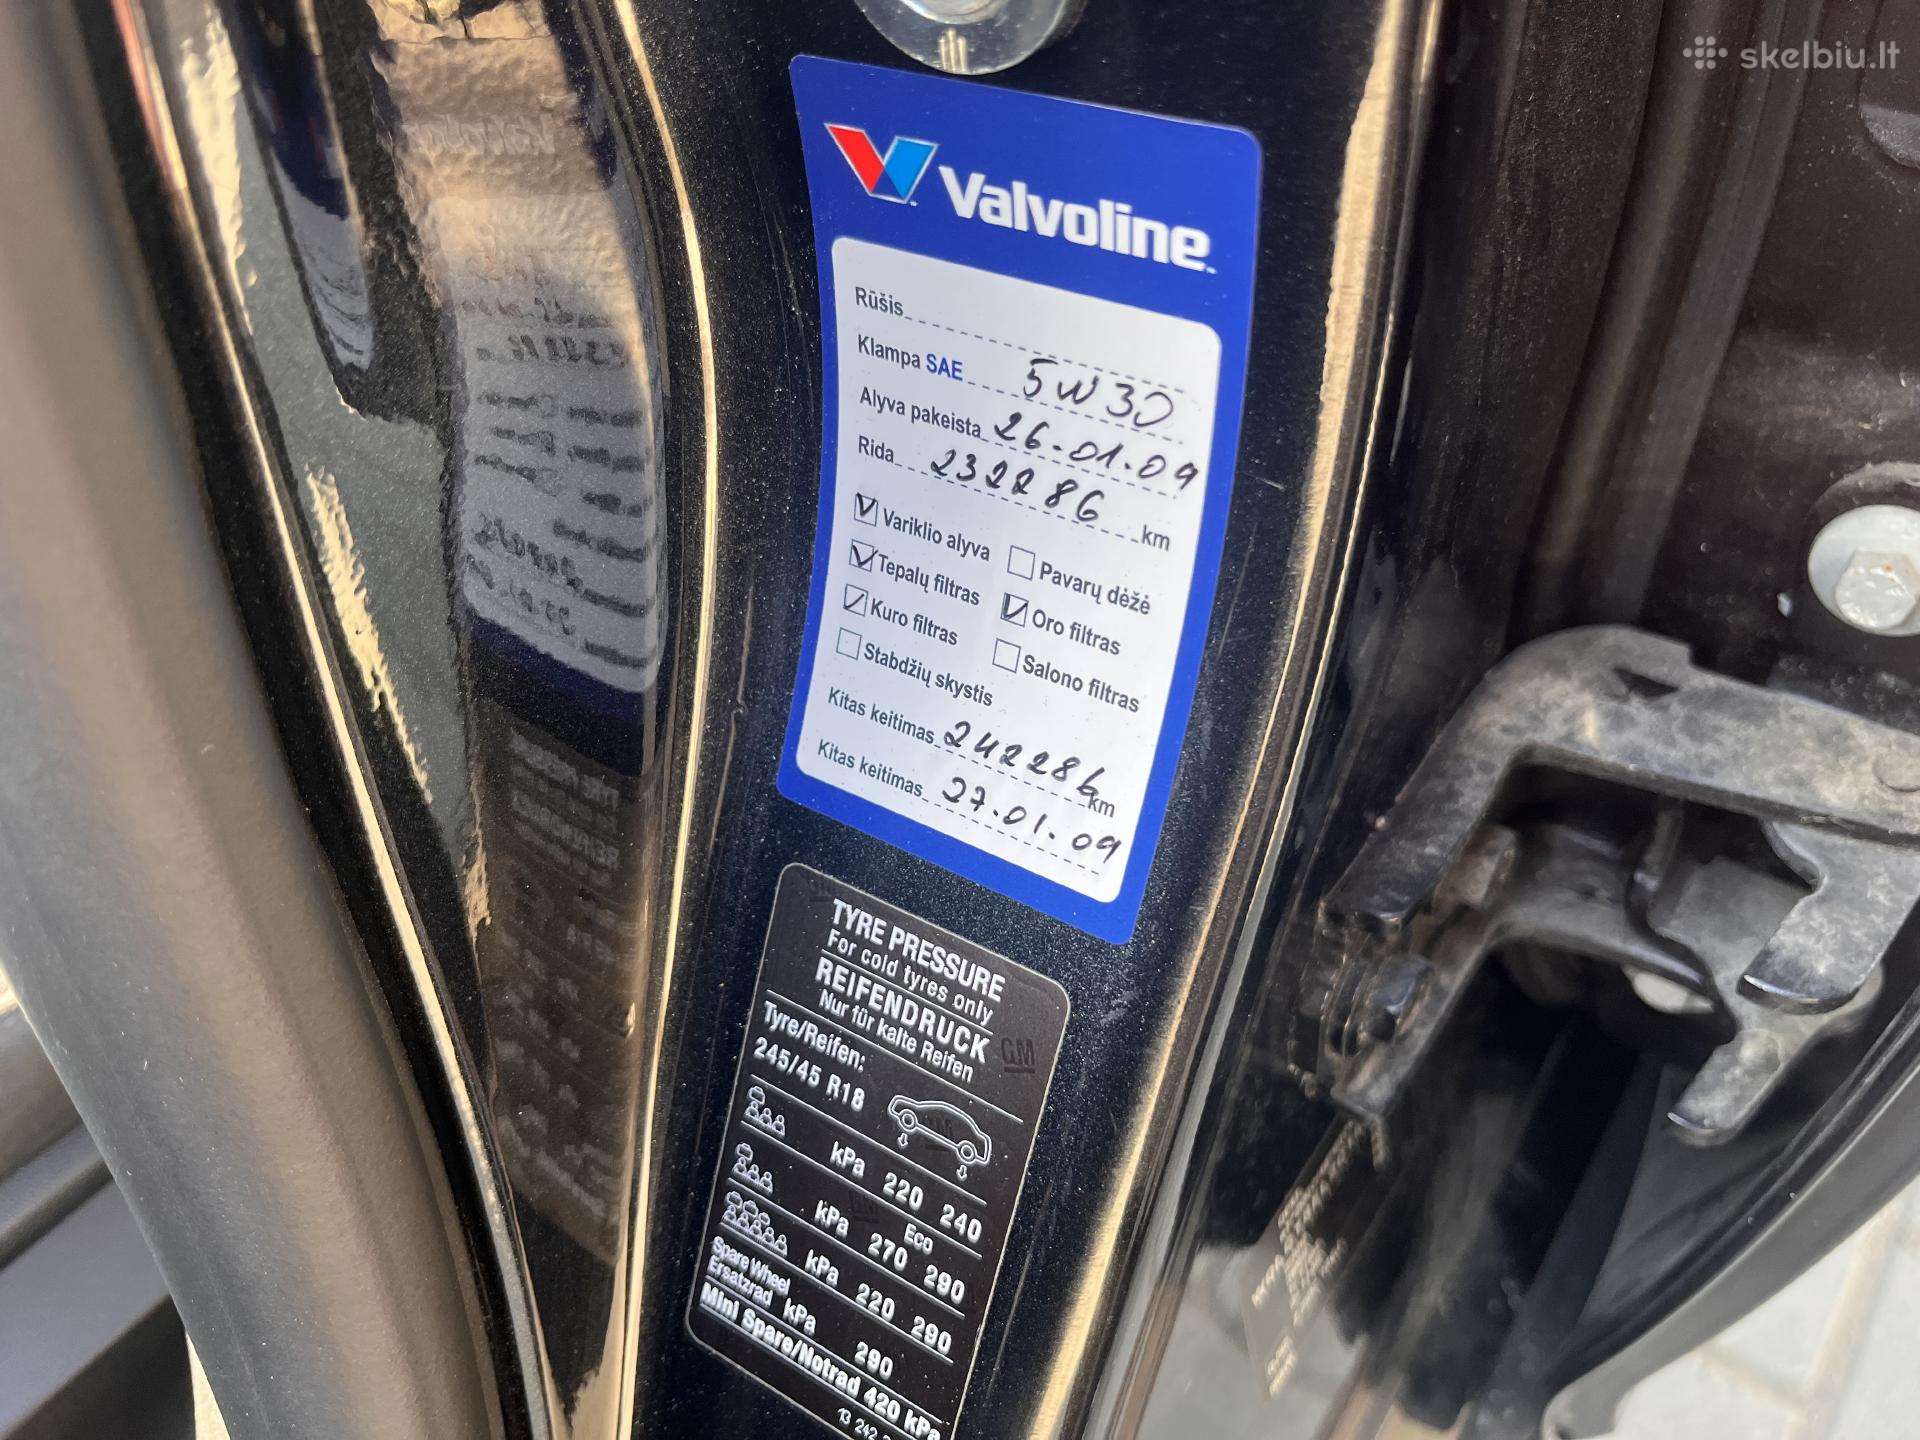 skelbiu.lt
Valvoline
Rūšis
Klampa SAE 5W30
Alyva pakeista 26.01.09
Rida 232286 km
Variklio alyva Pavarų dėžė
Tepalų filtras Oro filtras
Kuro filtras Salono filtras
Stabdžių skystis
Kitas keitimas 242286 km
Kitas keitimas 27.01.09
TYRE PRESSURE
For cold tyres only
REIFENDRUCK
Nur für kalte Reifen
GM
Tyre/Reifen:
245/45 R18
kPa 220 240
Eco
kPa 270 290
kPa 220 290
Spare Wheel
Ersatzrad kPa 290
Mini Spare/Notrad 420 kPa
13 242